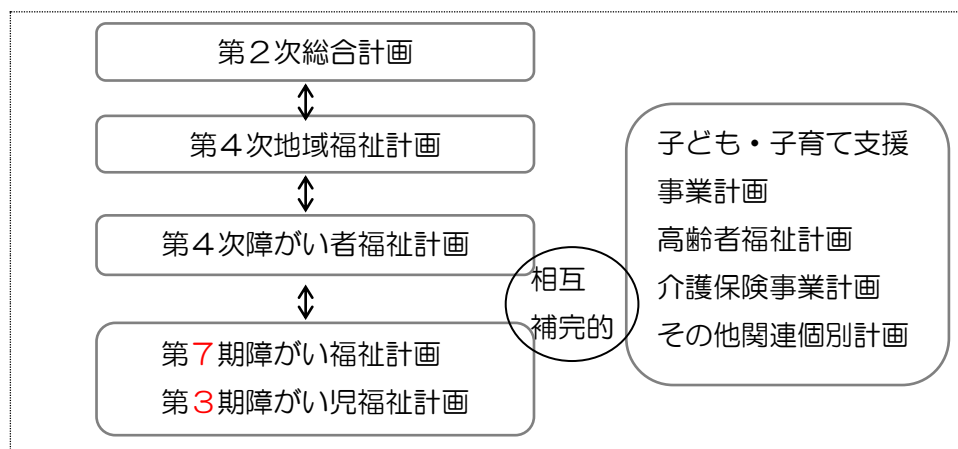 第２次総合計画
第４次地域福祉計画
第４次障がい者福祉計画
第７期障がい福祉計画
第３期障がい児福祉計画
相互
補完的
子ども・子育て支援
事業計画
高齢者福祉計画
介護保険事業計画
その他関連個別計画